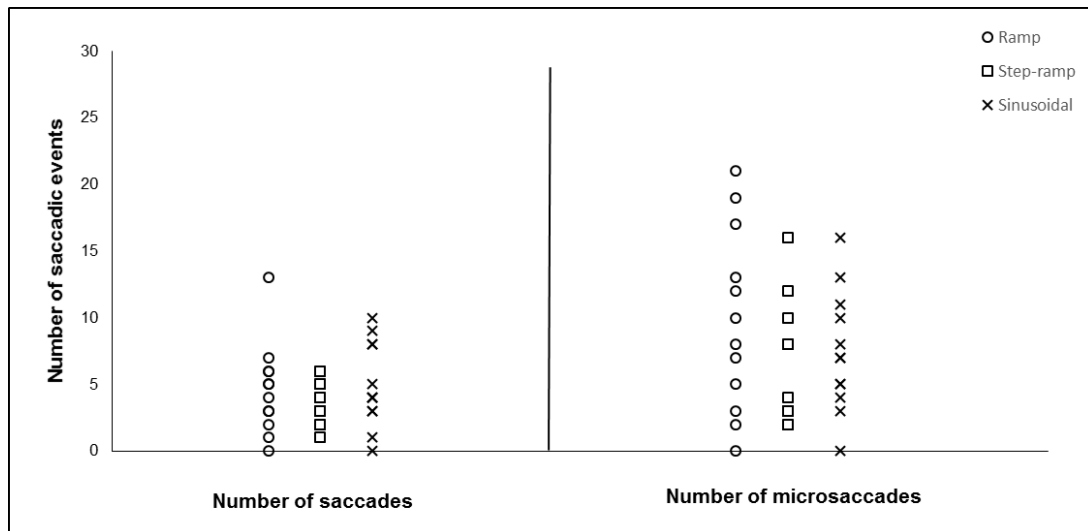 Ramp
Step-ramp
Sinusoidal
Number of saccadic events
30
25
20
15
10
5
0
Number of saccades
Number of microsaccades